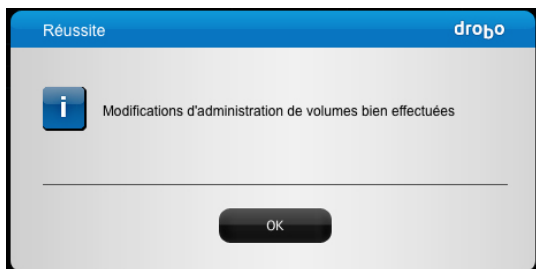 Réussite
drobo
i
Modifications d'administration de volumes bien effectuées
OK